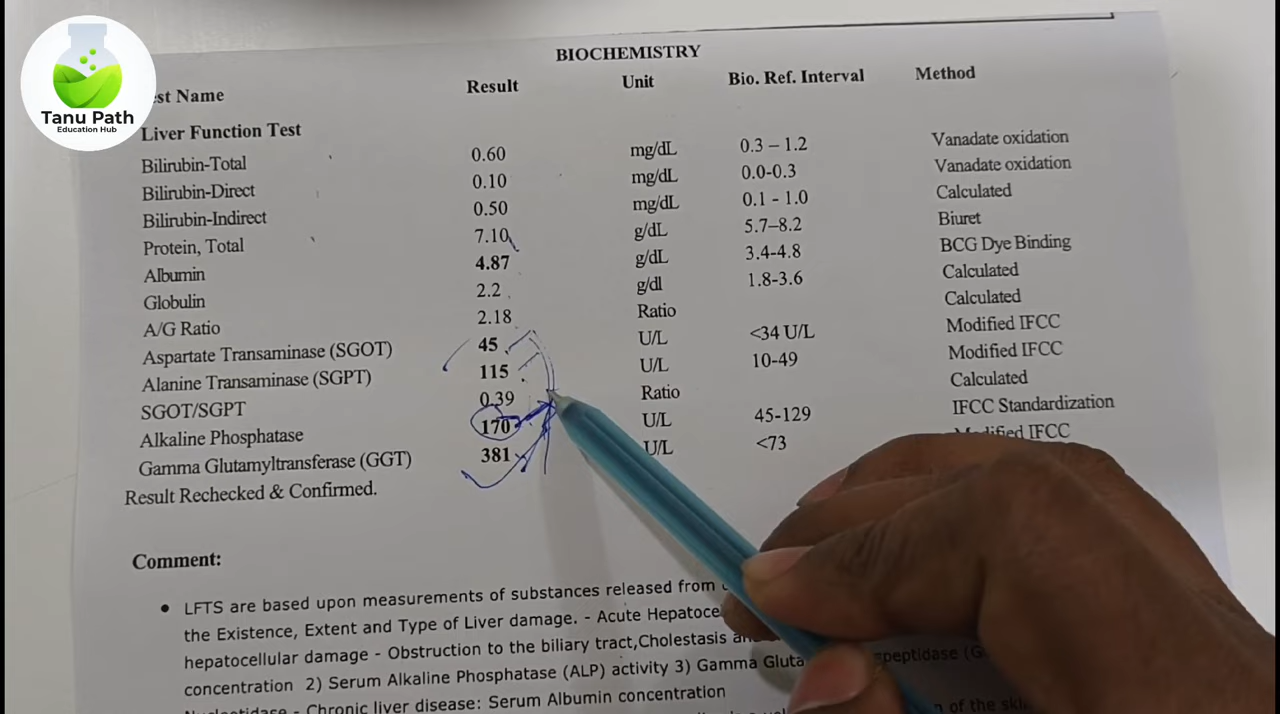 Tanu Path
Education Hub
BIOCHEMISTRY
Test Name Result Unit Bio. Ref. Interval Method
Liver Function Test
Bilirubin-Total 0.60 mg/dL 0.3 – 1.2 Vanadate oxidation
Bilirubin-Direct 0.10 mg/dL 0.0-0.3 Vanadate oxidation
Bilirubin-Indirect 0.50 mg/dL 0.1 - 1.0 Calculated
Protein, Total 7.10 g/dL 5.7–8.2 Biuret
Albumin 4.87 g/dL 3.4-4.8 BCG Dye Binding
Globulin 2.2 g/dl 1.8-3.6 Calculated
A/G Ratio 2.18 Ratio Calculated
Aspartate Transaminase (SGOT) 45 U/L <34 U/L Modified IFCC
Alanine Transaminase (SGPT) 115 U/L 10-49 Modified IFCC
SGOT/SGPT 0.39 Ratio Calculated
Alkaline Phosphatase 170 U/L 45-129 IFCC Standardization
Gamma Glutamyltransferase (GGT) 381 U/L <73 Modified IFCC
Result Rechecked & Confirmed.
Comment:
• LFTS are based upon measurements of substances released from
the Existence, Extent and Type of Liver damage. - Acute
hepatocellular damage - Obstruction to the biliary tract,Cholestasis
concentration 2) Serum Alkaline Phosphatase (ALP) activity 3) Gamma
- Chronic liver disease: Serum Albumin concentration
of the